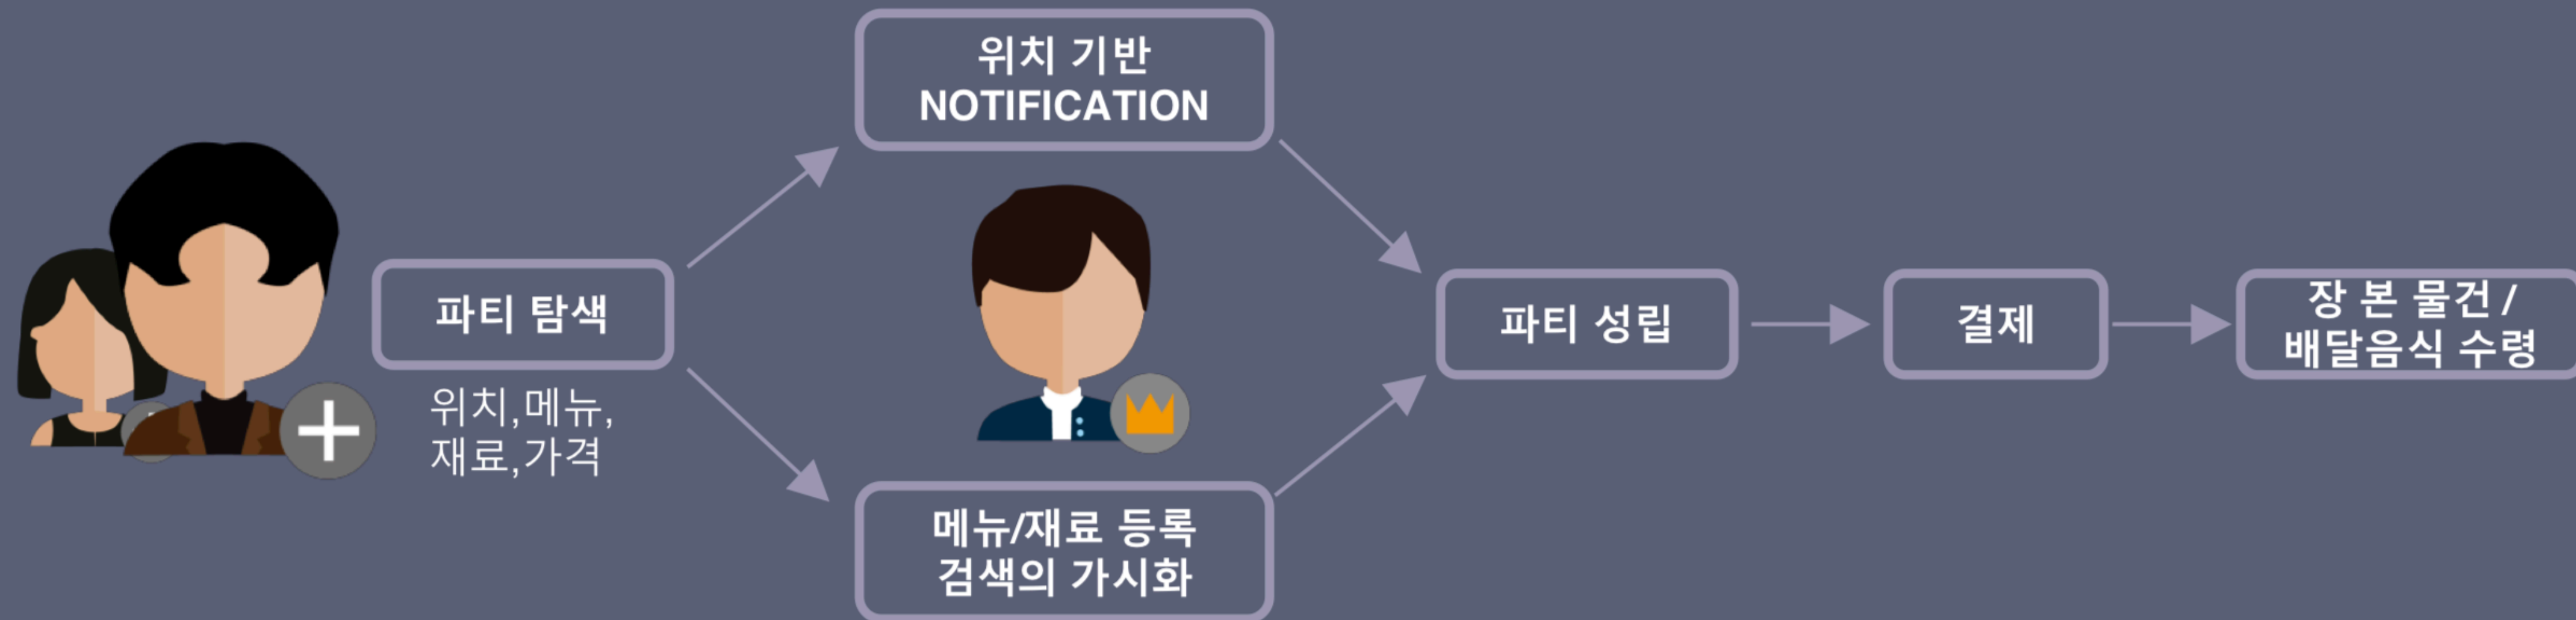 파티 탐색
위치,메뉴,
재료,가격
위치 기반
NOTIFICATION
메뉴/재료 등록
검색의 가시화
파티 성립
결제
장 본 물건 /
배달음식 수령